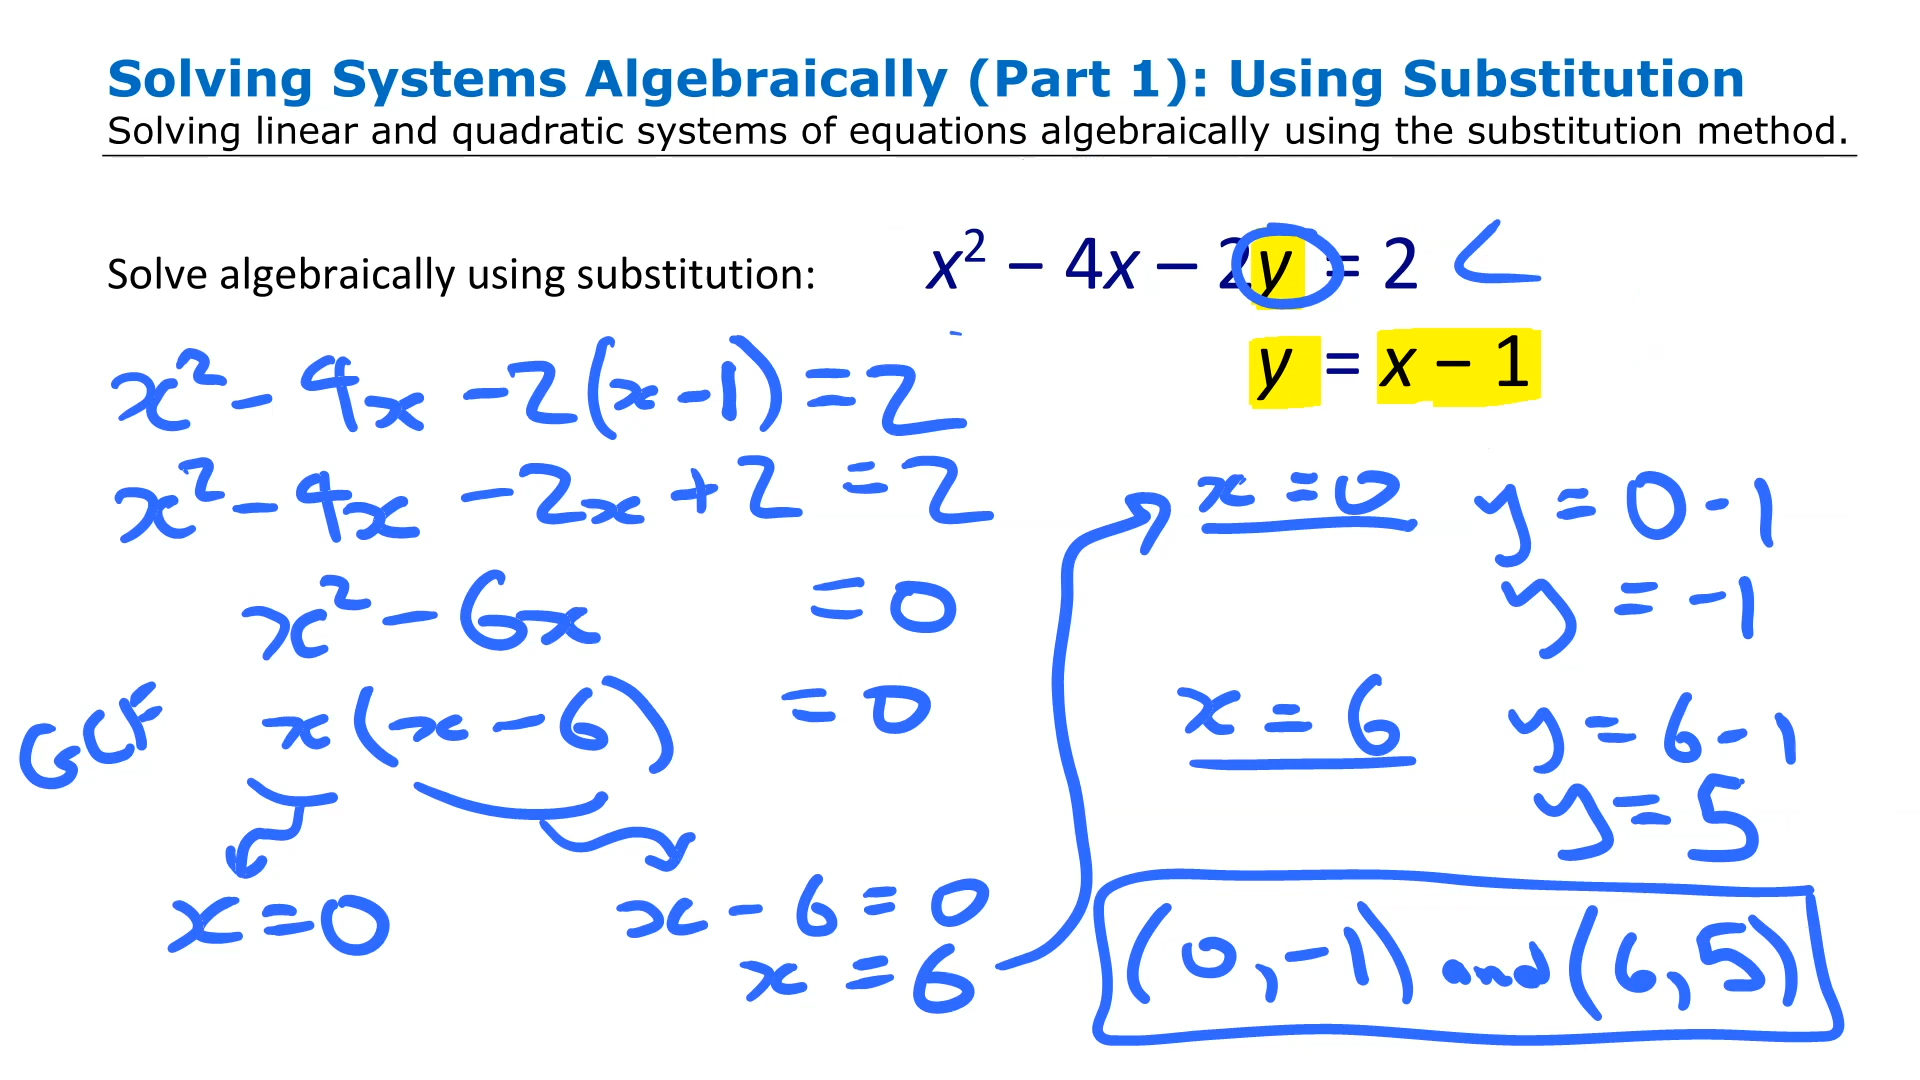 Solving Systems Algebraically (Part 1): Using Substitution
Solving linear and quadratic systems of equations algebraically using the substitution method.
Solve algebraically using substitution:
x² − 4x − 2y = 2
y = x − 1
x² − 4x − 2(x − 1) = 2
x² − 4x − 2x + 2 = 2
x² − 6x = 0
GCF x(x − 6) = 0
x = 0
x − 6 = 0
x = 6
x = 0 y = 0 − 1
y = −1
x = 6 y = 6 − 1
y = 5
(0, −1) and (6, 5)